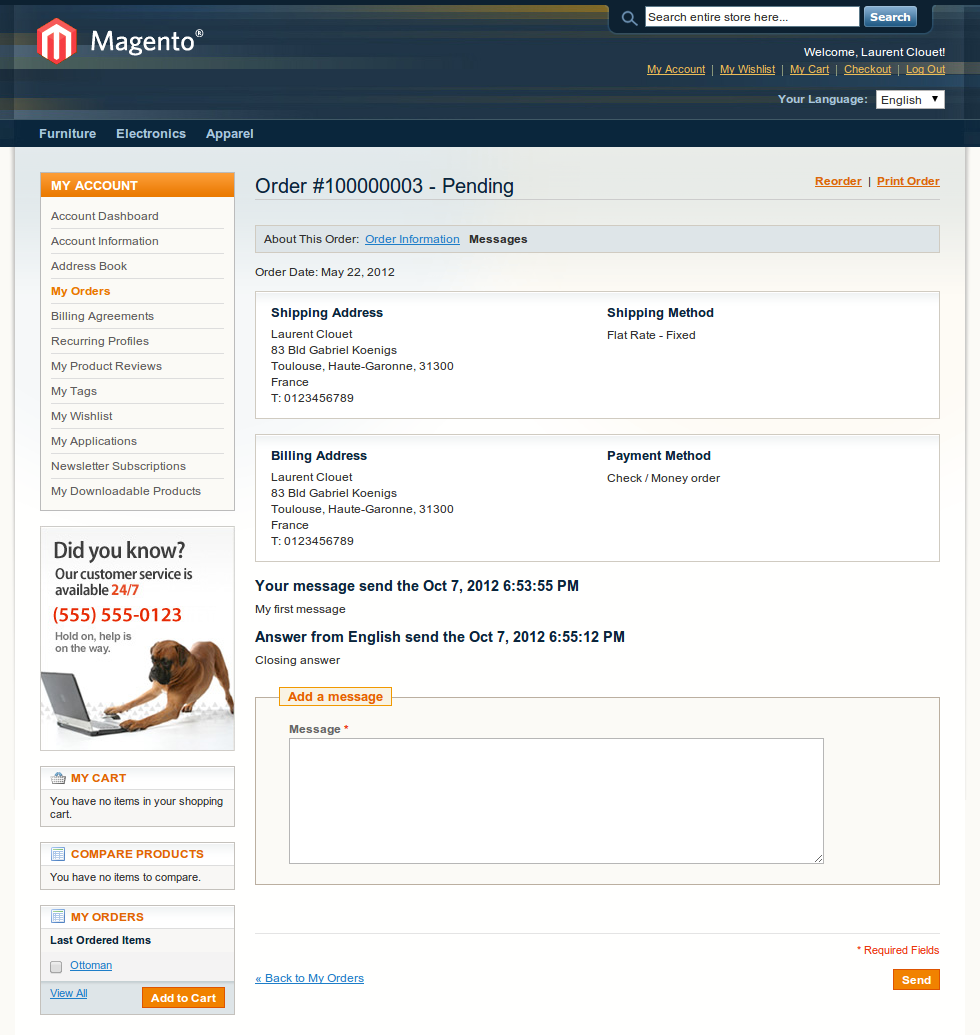 Magento®
Search entire store here...
Search
Welcome, Laurent Clouet!
My Account | My Wishlist | My Cart | Checkout | Log Out
Your Language: English
Furniture Electronics Apparel
MY ACCOUNT
Account Dashboard
Account Information
Address Book
My Orders
Billing Agreements
Recurring Profiles
My Product Reviews
My Tags
My Wishlist
My Applications
Newsletter Subscriptions
My Downloadable Products
Did you know?
Our customer service is
available 24/7
(555) 555-0123
Hold on, help is
on the way.
MY CART
You have no items in your shopping
cart.
COMPARE PRODUCTS
You have no items to compare.
MY ORDERS
Last Ordered Items
Ottoman
View All
Add to Cart
Order #100000003 - Pending
Reorder | Print Order
About This Order: Order Information Messages
Order Date: May 22, 2012
Shipping Address
Laurent Clouet
83 Bld Gabriel Koenigs
Toulouse, Haute-Garonne, 31300
France
T: 0123456789
Shipping Method
Flat Rate - Fixed
Billing Address
Laurent Clouet
83 Bld Gabriel Koenigs
Toulouse, Haute-Garonne, 31300
France
T: 0123456789
Payment Method
Check / Money order
Your message send the Oct 7, 2012 6:53:55 PM
My first message
Answer from English send the Oct 7, 2012 6:55:12 PM
Closing answer
Add a message
Message *
* Required Fields
« Back to My Orders
Send